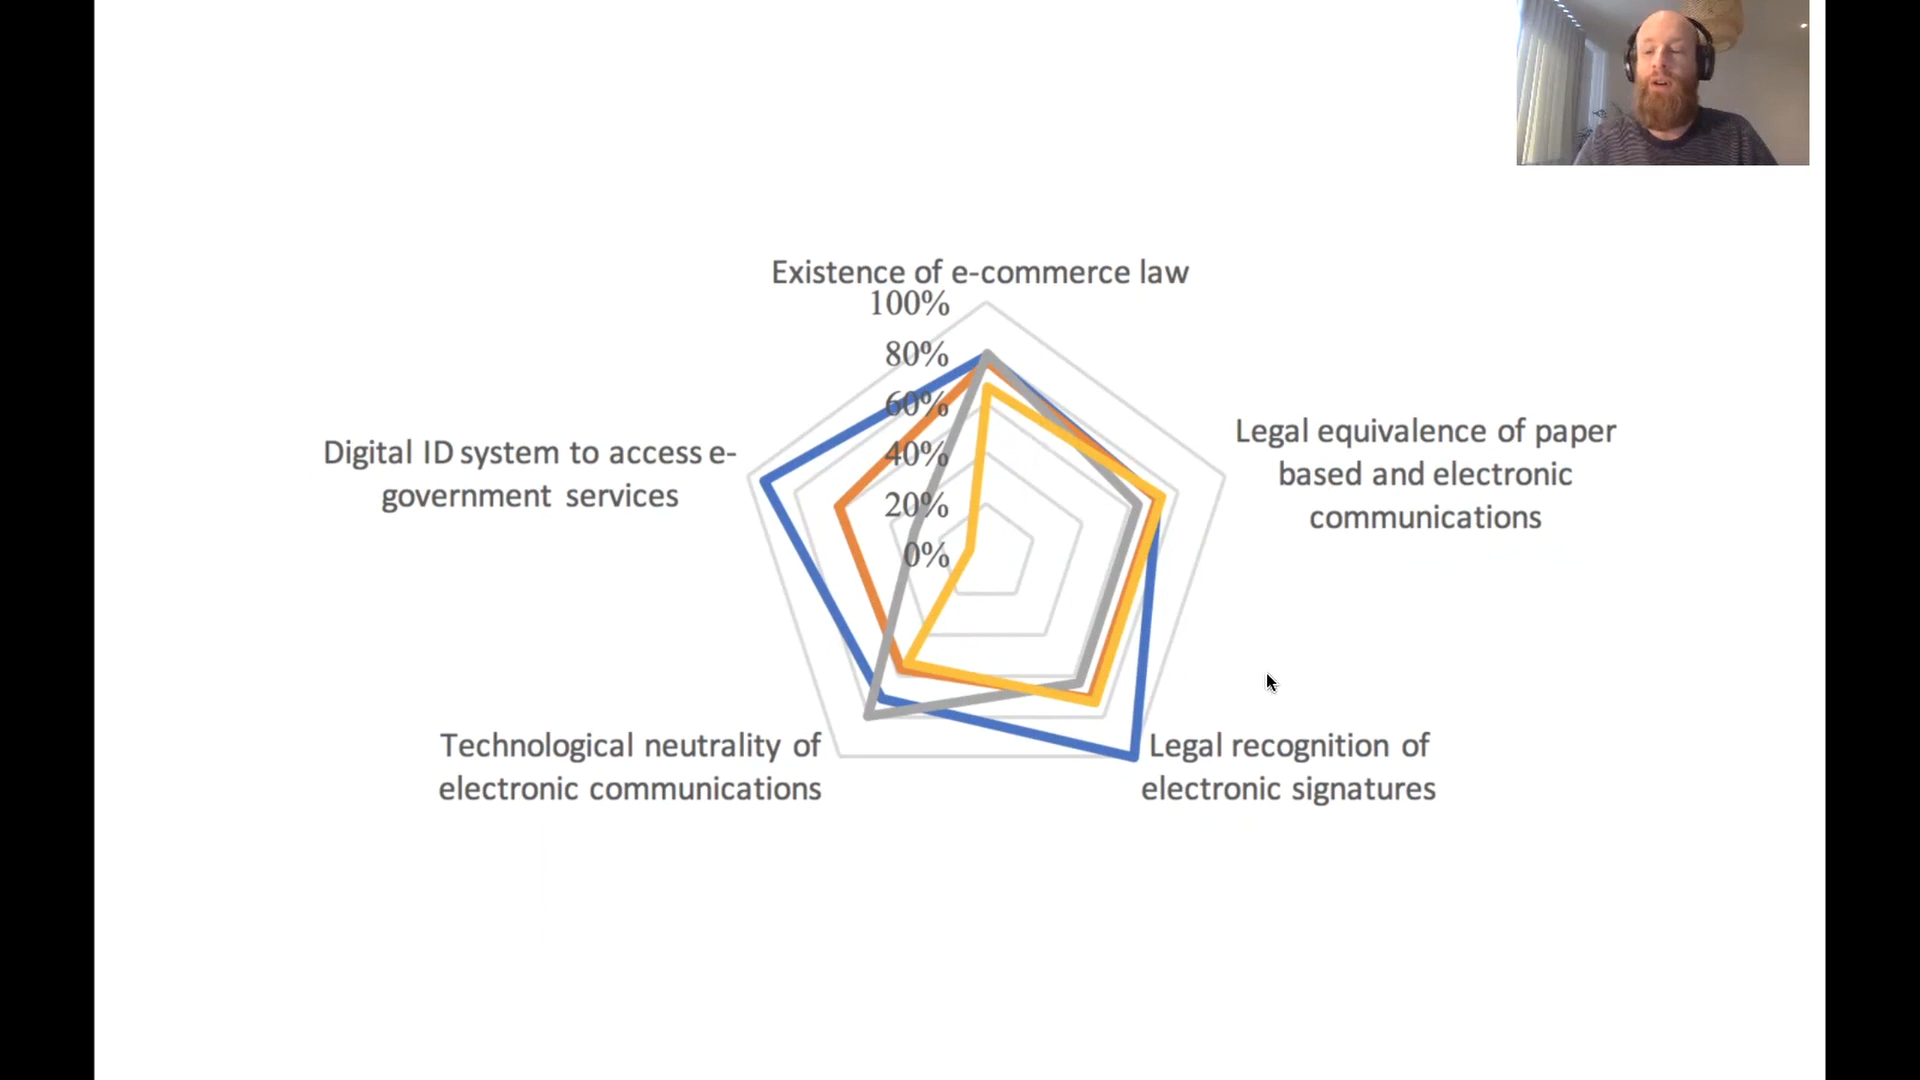 Existence of e-commerce law
100%
80%
60%
40%
20%
0%
Legal equivalence of paper
based and electronic
communications
Legal recognition of
electronic signatures
Technological neutrality of
electronic communications
Digital ID system to access e-
government services